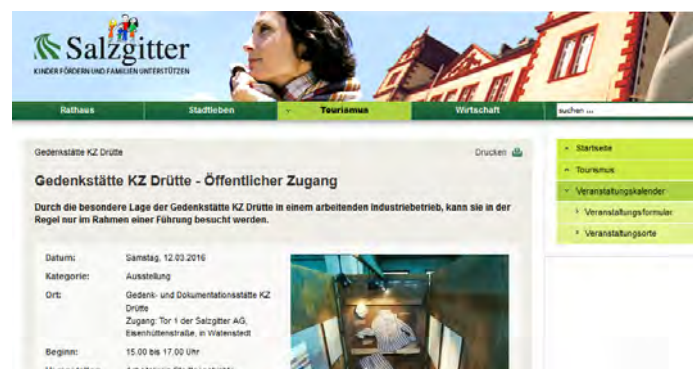 Salzgitter
KINDER FÖRDERN UND FAMILIEN UNTERSTÜTZEN
Rathaus Stadtleben Tourismus Wirtschaft suchen ...
Gedenkstätte KZ Drütte Drucken
Gedenkstätte KZ Drütte - Öffentlicher Zugang
Durch die besondere Lage der Gedenkstätte KZ Drütte in einem arbeitenden Industriebetrieb, kann sie in der
Regel nur im Rahmen einer Führung besucht werden.
Datum: Samstag, 12.03.2016
Kategorie: Ausstellung
Ort: Gedenk- und Dokumentationsstätte KZ
Drütte
Zugang: Tor 1 der Salzgitter AG,
Eisenhüttenstraße, in Watenstedt
Beginn: 15.00 bis 17.00 Uhr
Startseite
Tourismus
Veranstaltungskalender
Veranstaltungsformular
Veranstaltungsorte